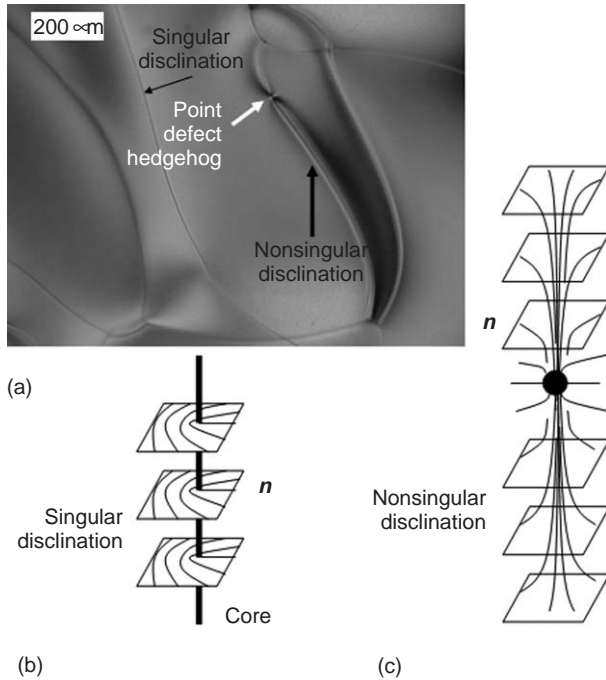 200 ∝m
Singular
disclination
Point
defect
hedgehog
Nonsingular
disclination
(a)
n
Singular
disclination
n
Core
(b)
Nonsingular
disclination
(c)